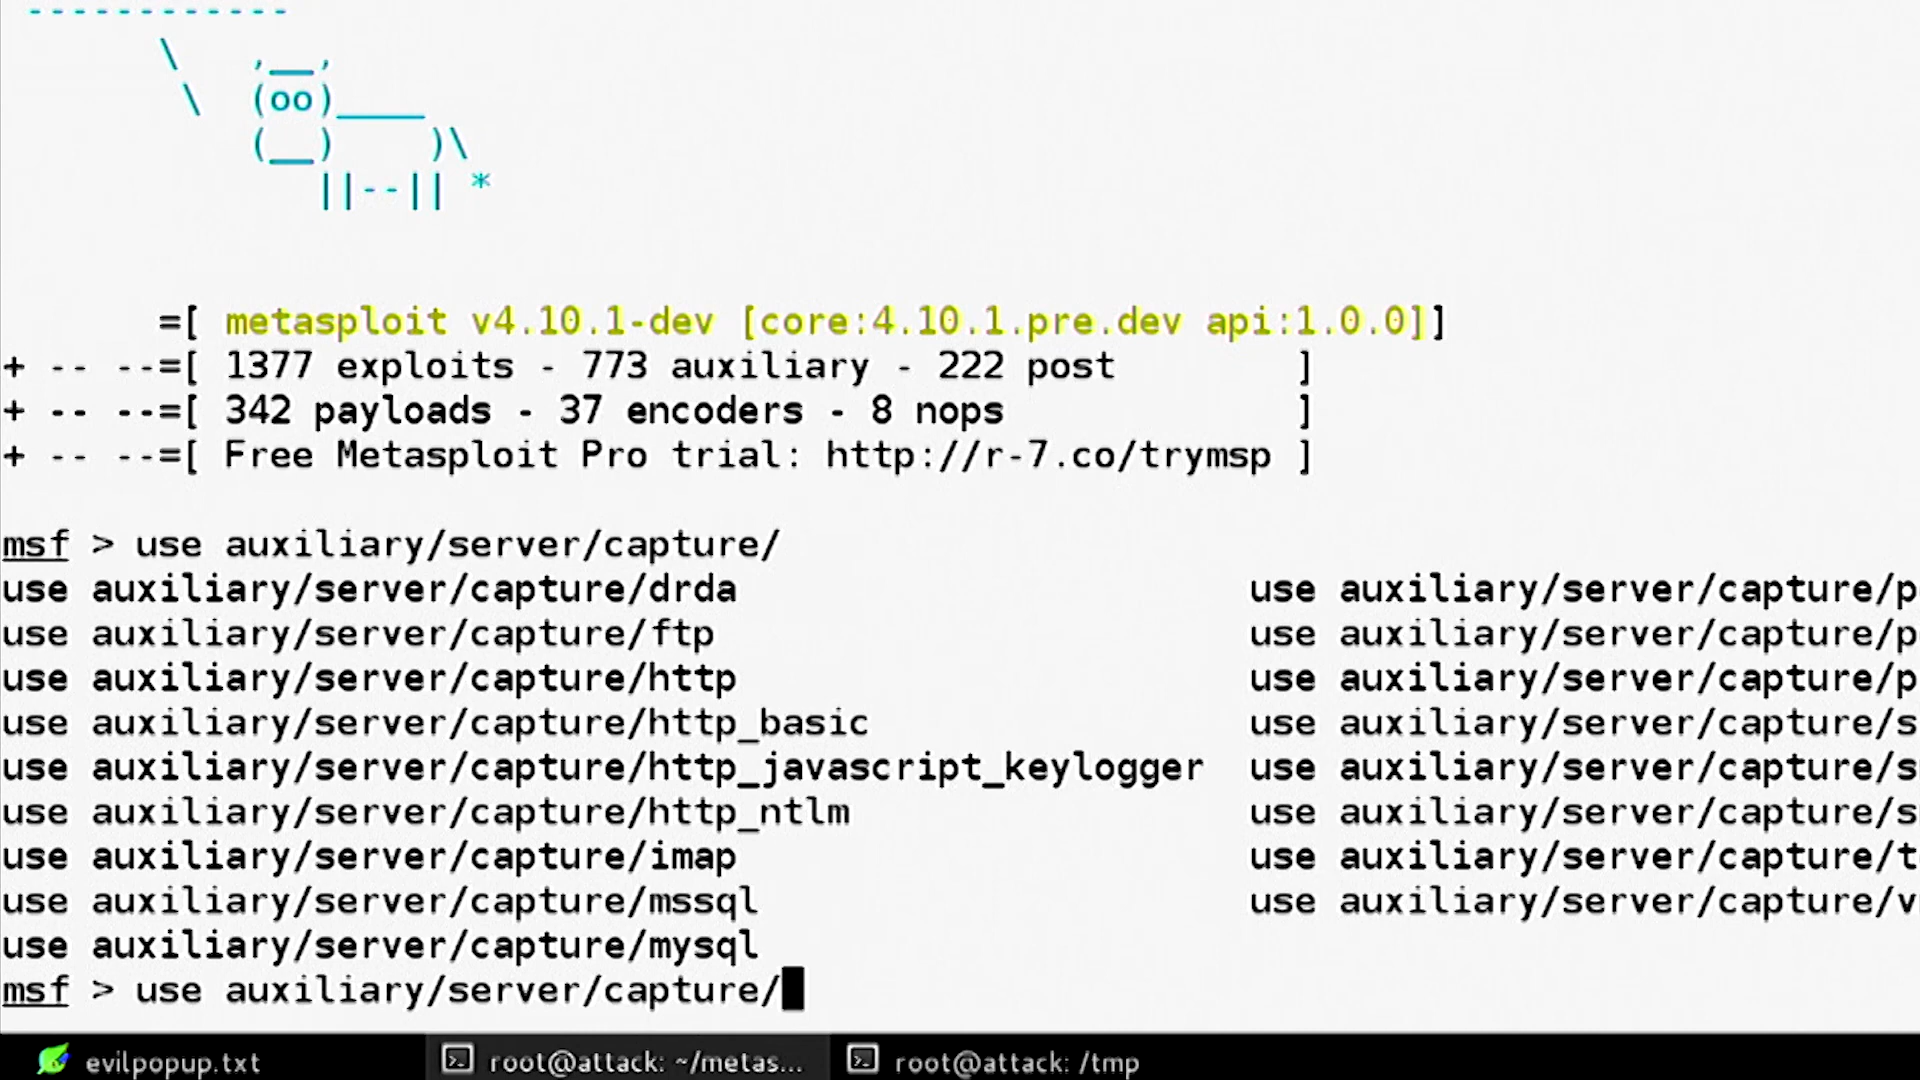 ------------
\ ,__,
\ (oo)____
(__) )\
||--|| *
=[ metasploit v4.10.1-dev [core:4.10.1.pre.dev api:1.0.0]]
+ -- --=[ 1377 exploits - 773 auxiliary - 222 post ]
+ -- --=[ 342 payloads - 37 encoders - 8 nops ]
+ -- --=[ Free Metasploit Pro trial: http://r-7.co/trymsp ]
msf > use auxiliary/server/capture/
use auxiliary/server/capture/drda use auxiliary/server/capture/p
use auxiliary/server/capture/ftp use auxiliary/server/capture/p
use auxiliary/server/capture/http use auxiliary/server/capture/p
use auxiliary/server/capture/http_basic use auxiliary/server/capture/s
use auxiliary/server/capture/http_javascript_keylogger use auxiliary/server/capture/s
use auxiliary/server/capture/http_ntlm use auxiliary/server/capture/s
use auxiliary/server/capture/imap use auxiliary/server/capture/t
use auxiliary/server/capture/mssql use auxiliary/server/capture/v
use auxiliary/server/capture/mysql
msf > use auxiliary/server/capture/
evilpopup.txt root@attack: ~/metas... root@attack: /tmp